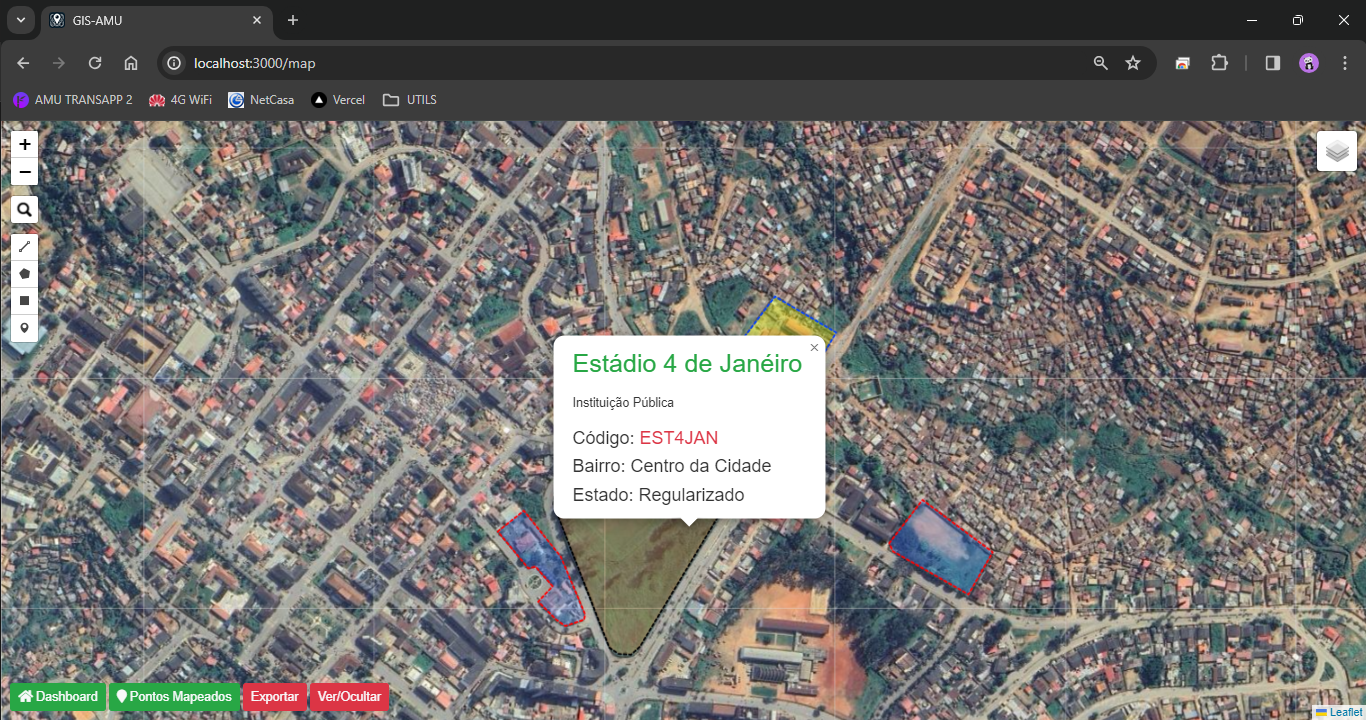 GIS-AMU
localhost:3000/map
AMU TRANSAPP 2
4G WiFi
NetCasa
Vercel
UTILS
+
−
Estádio 4 de Janéiro
Instituição Pública
Código: EST4JAN
Bairro: Centro da Cidade
Estado: Regularizado
Dashboard
Pontos Mapeados
Exportar
Ver/Ocultar
Leaflet